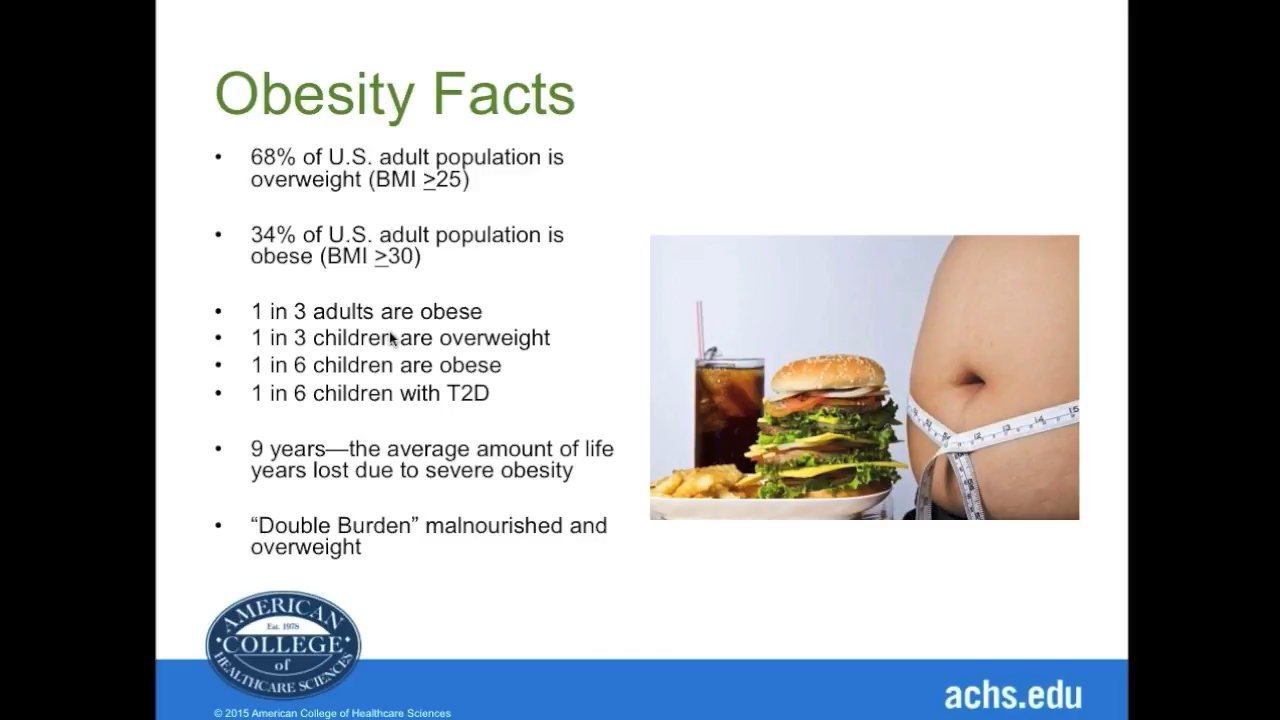 Obesity Facts
• 68% of U.S. adult population is
overweight (BMI >25)
• 34% of U.S. adult population is
obese (BMI >30)
• 1 in 3 adults are obese
• 1 in 3 children are overweight
• 1 in 6 children are obese
• 1 in 6 children with T2D
• 9 years—the average amount of life
years lost due to severe obesity
• “Double Burden” malnourished and
overweight
AMERICAN
Est. 1978
COLLEGE
of
HEALTHCARE SCIENCES
achs.edu
© 2015 American College of Healthcare Sciences